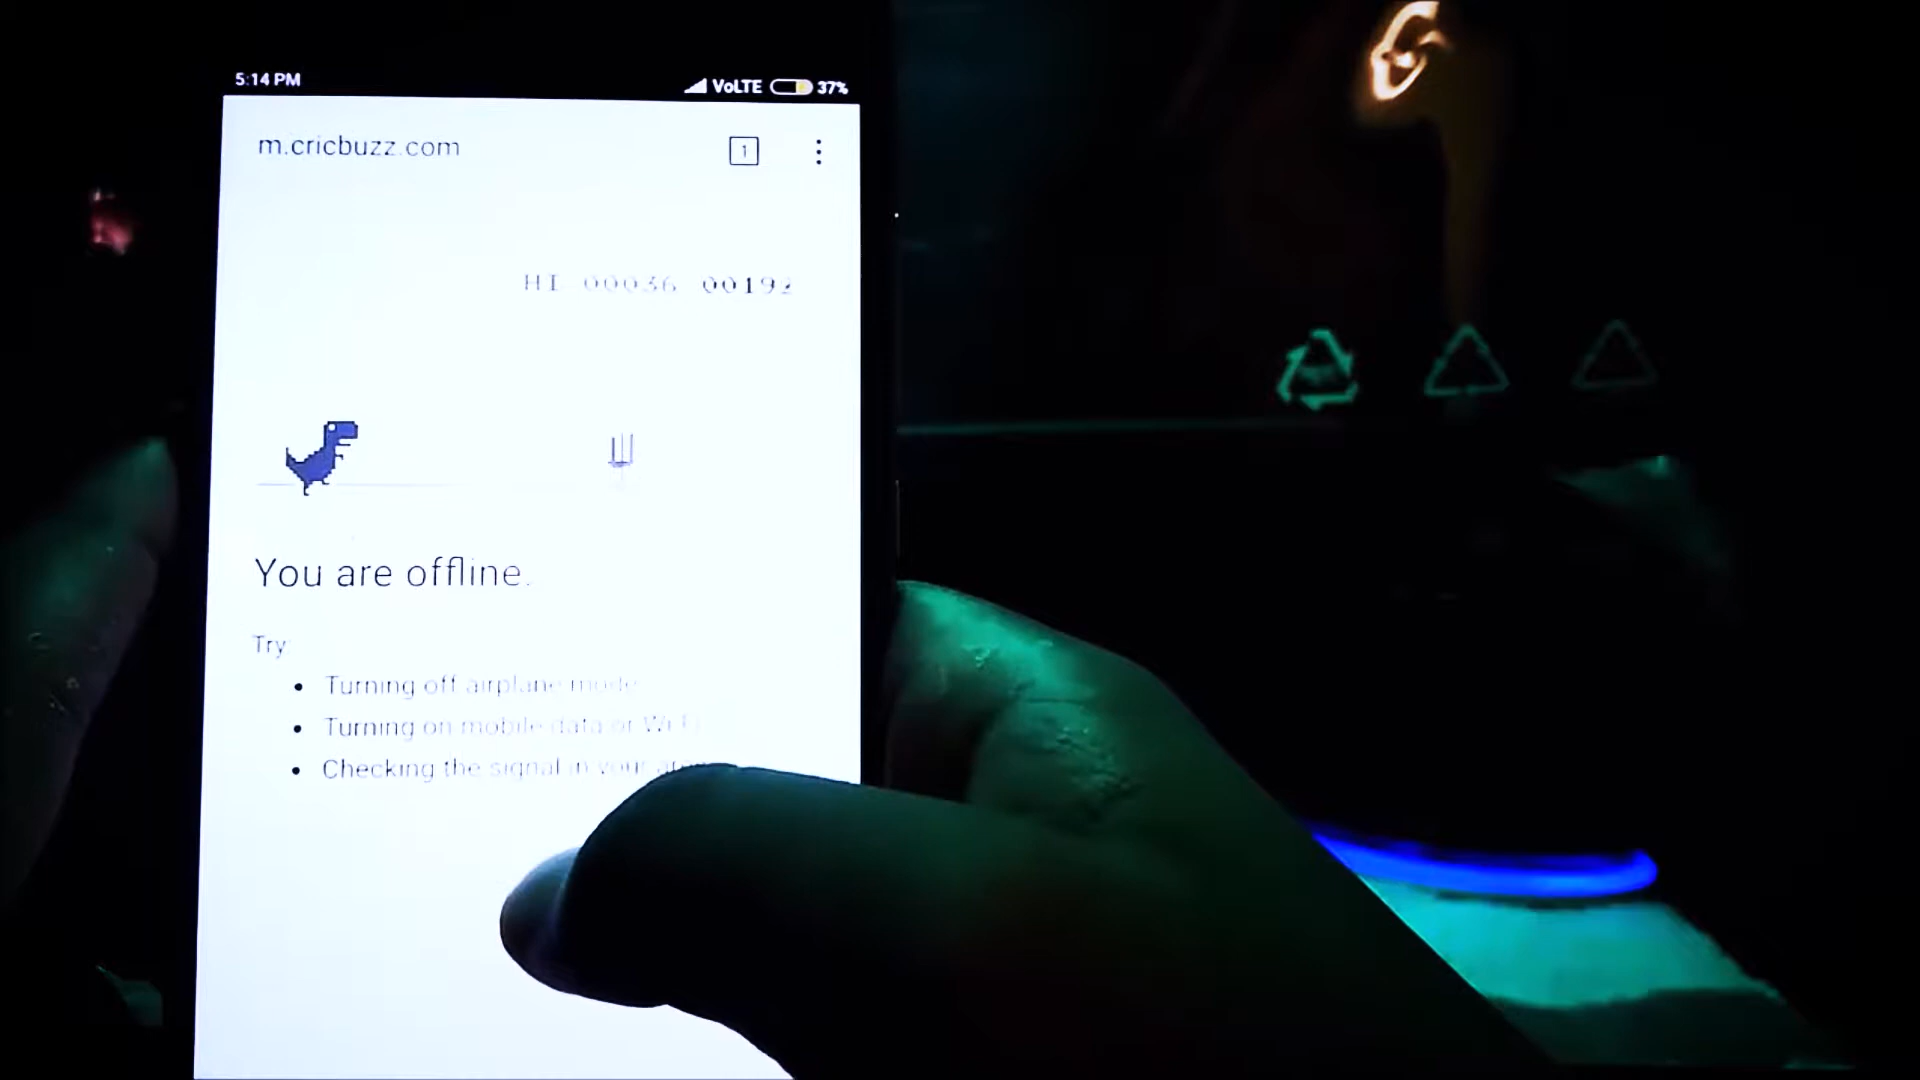 5:14 PM VoLTE 37%
m.cricbuzz.com 1
HI 00036 00192
You are offline.
Try:
Turning off airplane mode
Turning on mobile data or Wi-Fi
Checking the signal in your area